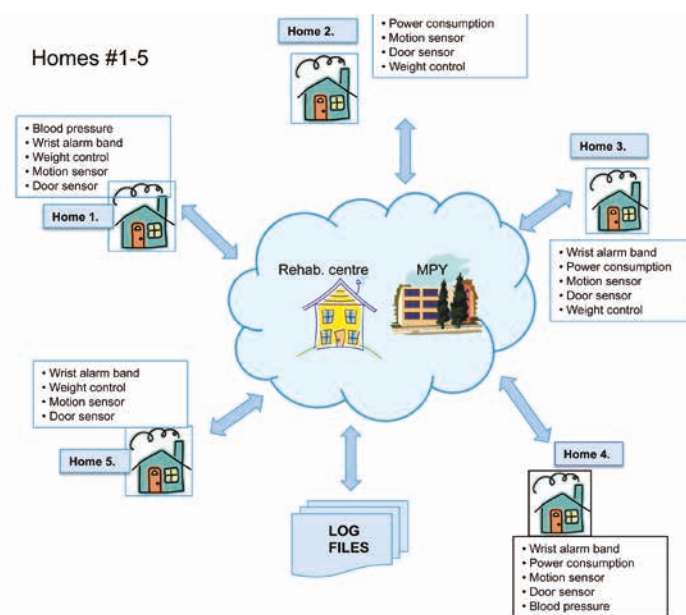 Homes #1-5
• Power consumption
• Motion sensor
• Door sensor
• Weight control
Home 2.
• Blood pressure
• Wrist alarm band
• Weight control
• Motion sensor
• Door sensor
Home 1.
Home 3.
• Wrist alarm band
• Power consumption
• Motion sensor
• Door sensor
• Weight control
Rehab. centre
MPY
• Wrist alarm band
• Weight control
• Motion sensor
• Door sensor
Home 5.
Home 4.
• Wrist alarm band
• Power consumption
• Motion sensor
• Door sensor
• Blood pressure
LOG
FILES